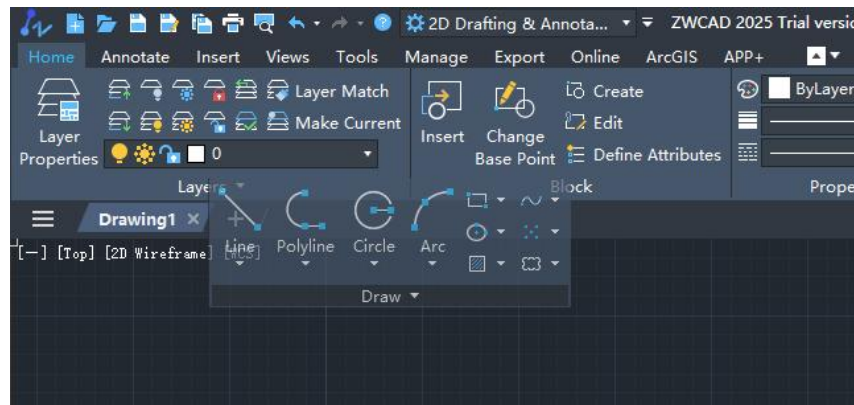 2D Drafting & Annota... ZWCAD 2025 Trial versio
Home Annotate Insert Views Tools Manage Export Online ArcGIS APP+
Layer Match
Make Current
Layer Properties
0
Layers
Insert
Change Base Point
Create
Edit
Define Attributes
Block
ByLayer
Prope
Drawing1
[-] [Top] [2D Wireframe] [WCS]
Line Polyline Circle Arc
Draw